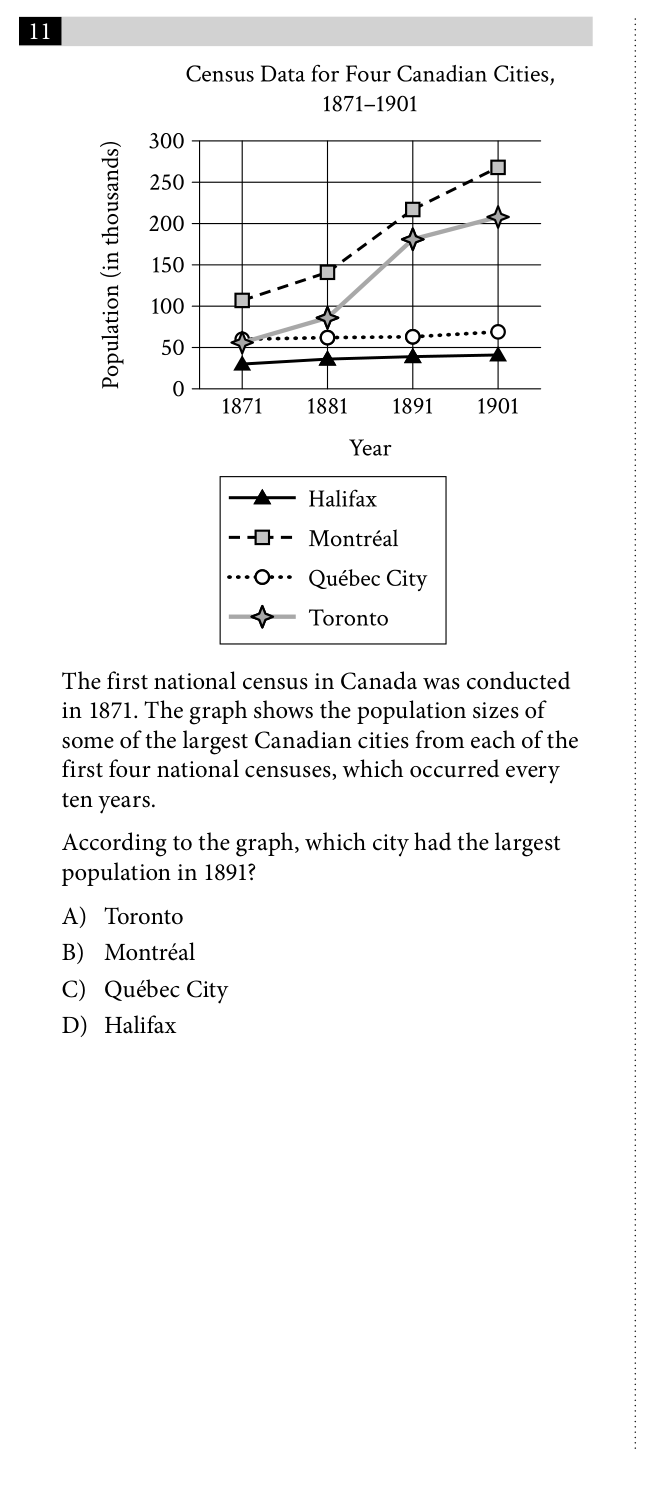 11
Census Data for Four Canadian Cities,
1871–1901
Population (in thousands)
300
250
200
150
100
50
0
1871 1881 1891 1901
Year
Halifax
Montréal
Québec City
Toronto
The first national census in Canada was conducted
in 1871. The graph shows the population sizes of
some of the largest Canadian cities from each of the
first four national censuses, which occurred every
ten years.
According to the graph, which city had the largest
population in 1891?
A) Toronto
B) Montréal
C) Québec City
D) Halifax